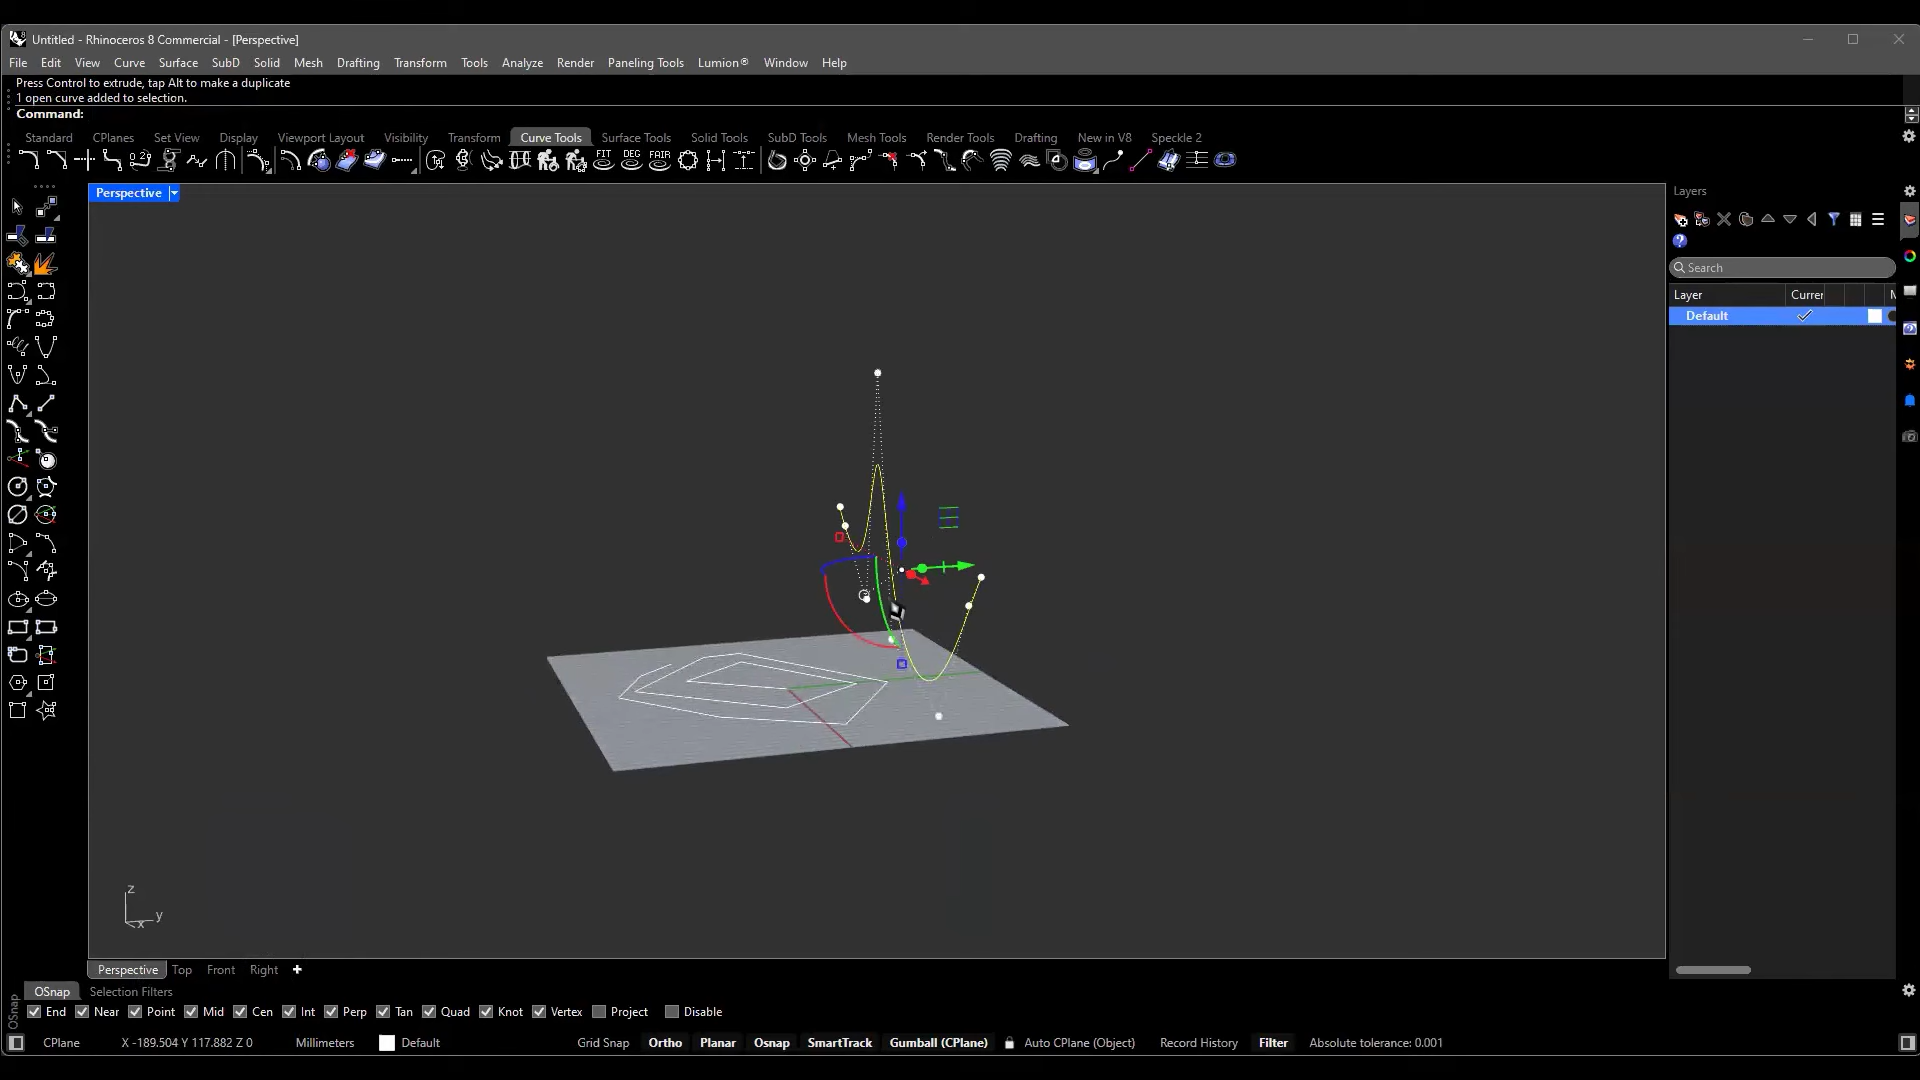 Untitled - Rhinoceros 8 Commercial - [Perspective]
File Edit View Curve Surface SubD Solid Mesh Drafting Transform Tools Analyze Render Paneling Tools Lumion® Window Help
Press Control to extrude, tap Alt to make a duplicate
1 open curve added to selection.
Command:
Standard CPlanes Set View Display Viewport Layout Visibility Transform Curve Tools Surface Tools Solid Tools SubD Tools Mesh Tools Render Tools Drafting New in V8 Speckle 2
FIT DEG FAIR
Perspective
Layers
Search
Layer Curre
Default
z
y
x
Perspective Top Front Right
OSnap Selection Filters
OSnap
End Near Point Mid Cen Int Perp Tan Quad Knot Vertex Project Disable
CPlane X -189.504 Y 117.882 Z 0 Millimeters Default Grid Snap Ortho Planar Osnap SmartTrack Gumball (CPlane) Auto CPlane (Object) Record History Filter Absolute tolerance: 0.001